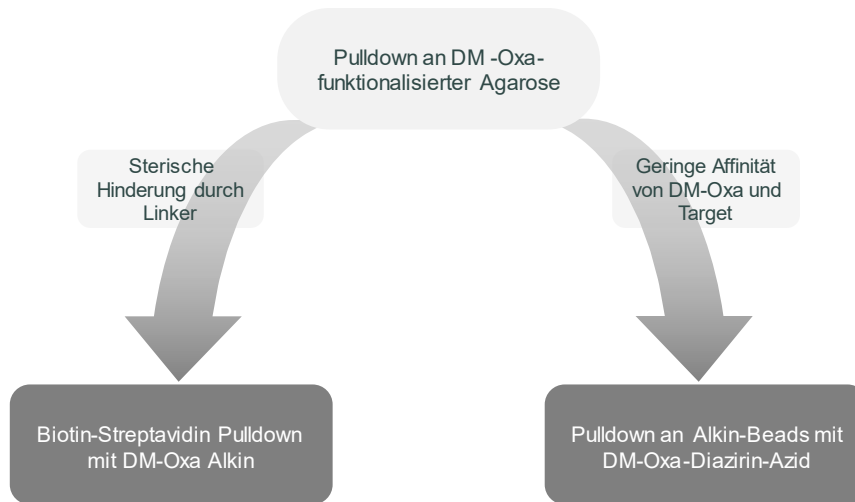 Pulldown an DM -Oxa-
funktionalisierter Agarose
Sterische
Hinderung durch
Linker
Geringe Affinität
von DM-Oxa und
Target
Biotin-Streptavidin Pulldown
mit DM-Oxa Alkin
Pulldown an Alkin-Beads mit
DM-Oxa-Diazirin-Azid